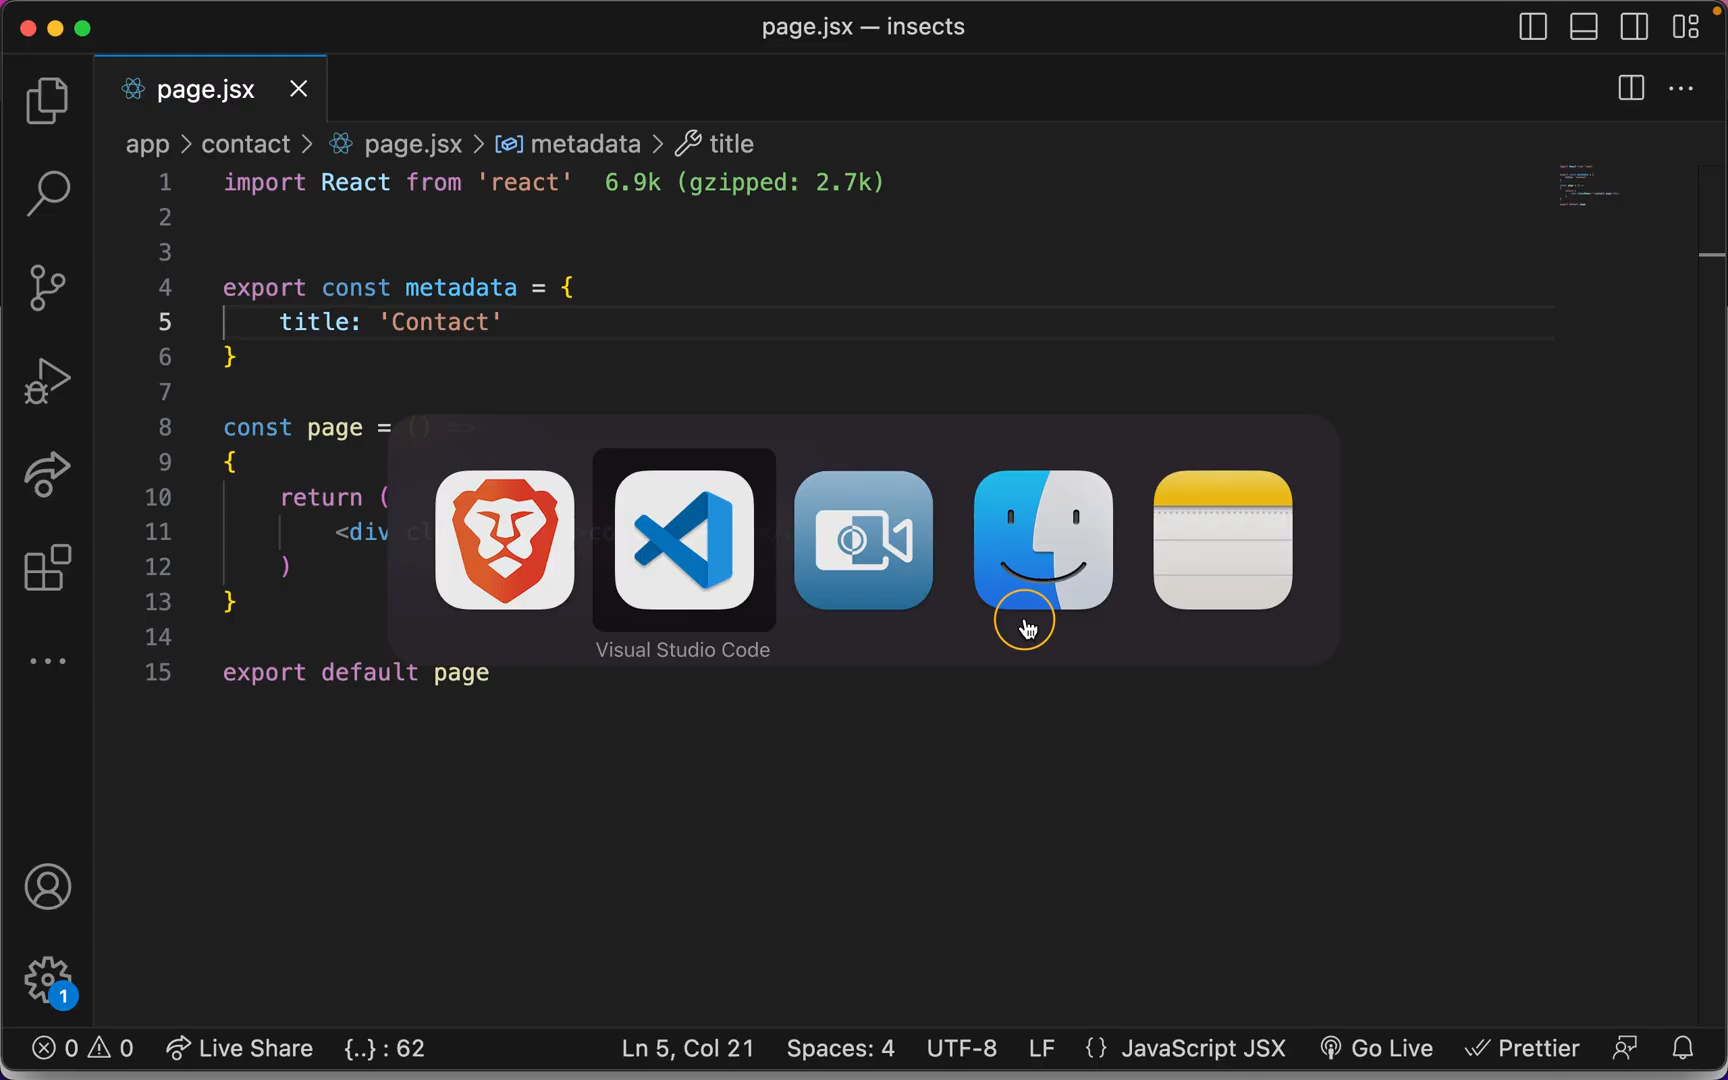 page.jsx — insects
page.jsx
app > contact > page.jsx > metadata > title
1 import React from 'react' 6.9k (gzipped: 2.7k)
2
3
4 export const metadata = {
5 title: 'Contact'
6 }
7
8 const page = () =>
9 {
10 return (
11 <div
12 )
13 }
14
15 export default page
Visual Studio Code
1
0 0 Live Share {..} : 62 Ln 5, Col 21 Spaces: 4 UTF-8 LF {} JavaScript JSX Go Live Prettier